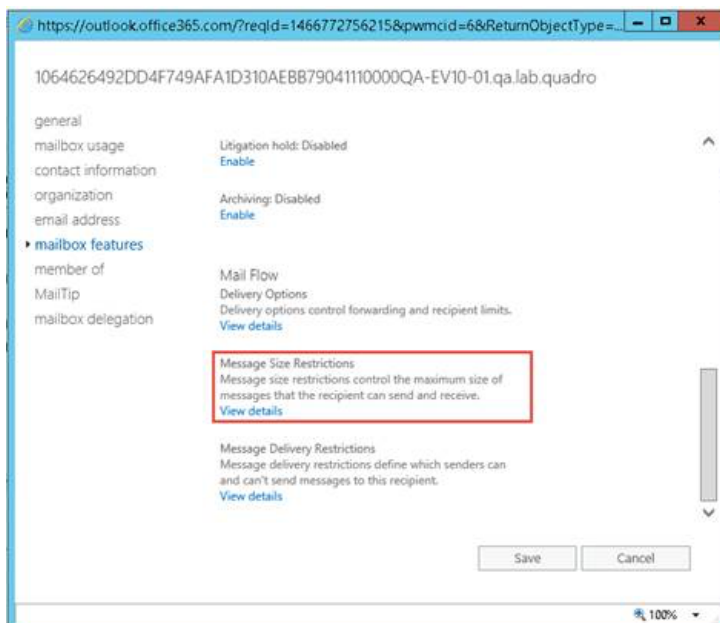 https://outlook.office365.com/?reqId=1466772756215&pwmcid=6&ReturnObjectType=...
1064626492DD4F749AFA1D310AEBB79041110000QA-EV10-01.qa.lab.quadro
general
mailbox usage
contact information
organization
email address
mailbox features
member of
MailTip
mailbox delegation
Litigation hold: Disabled
Enable
Archiving: Disabled
Enable
Mail Flow
Delivery Options
Delivery options control forwarding and recipient limits.
View details
Message Size Restrictions
Message size restrictions control the maximum size of
messages that the recipient can send and receive.
View details
Message Delivery Restrictions
Message delivery restrictions define which senders can
and can't send messages to this recipient.
View details
Save Cancel
100%